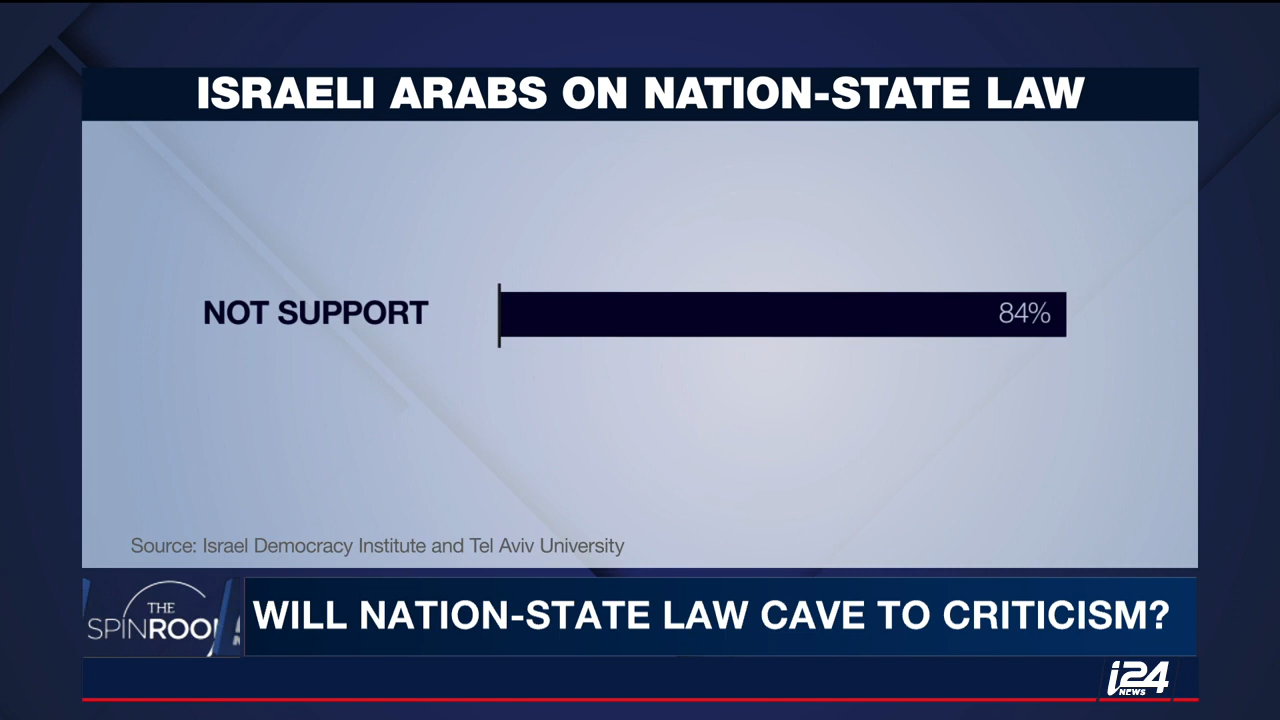 ISRAELI ARABS ON NATION-STATE LAW
NOT SUPPORT
84%
Source: Israel Democracy Institute and Tel Aviv University
THE
SPINROOM
WILL NATION-STATE LAW CAVE TO CRITICISM?
i24
NEWS